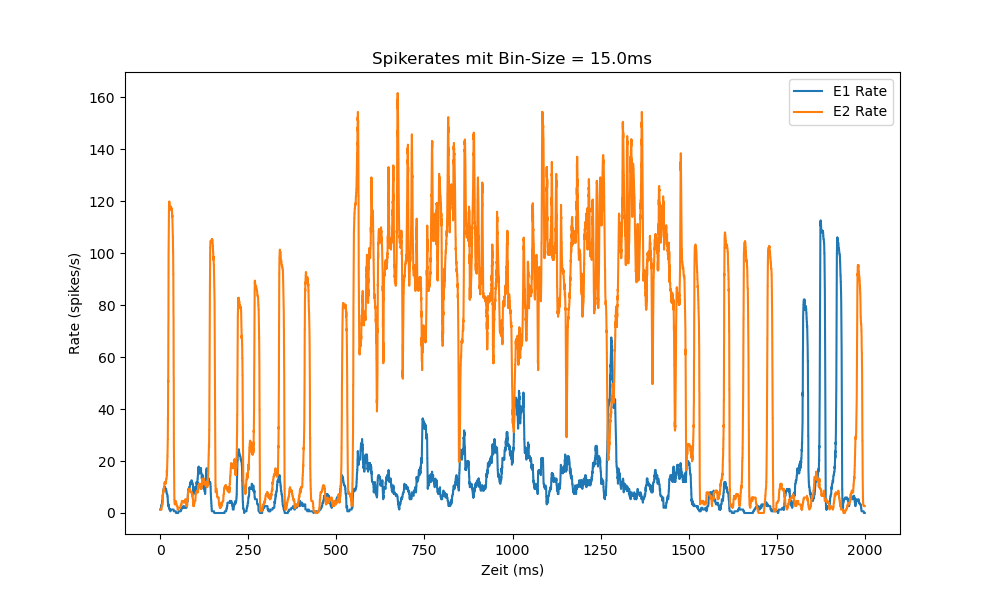 Spikerates mit Bin-Size = 15.0ms
E1 Rate
E2 Rate
Rate (spikes/s)
160
140
120
100
80
60
40
20
0
0 250 500 750 1000 1250 1500 1750 2000
Zeit (ms)